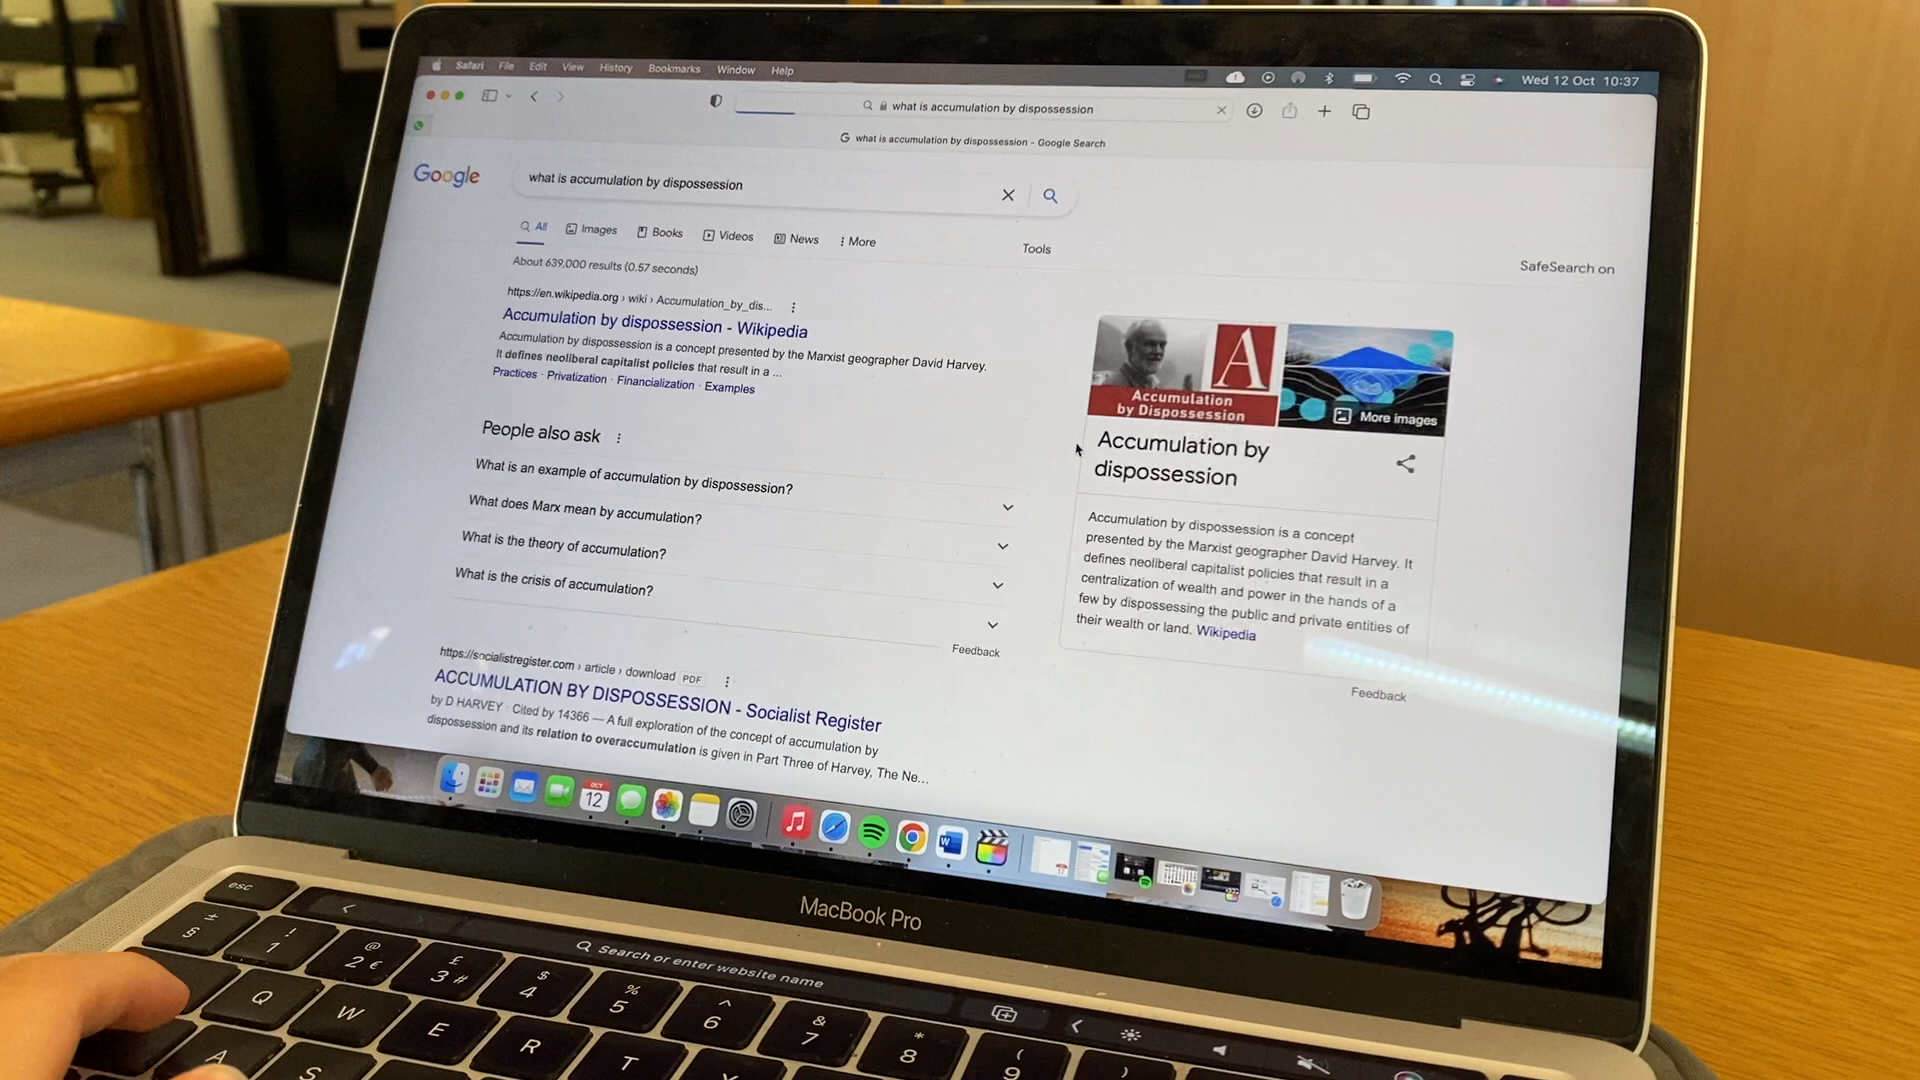 Safari File Edit View History Bookmarks Window Help
Wed 12 Oct 10:37
what is accumulation by dispossession
what is accumulation by dispossession - Google Search
Google
what is accumulation by dispossession
All Images Books Videos News More
Tools
SafeSearch on
About 639,000 results (0.57 seconds)
https://en.wikipedia.org › wiki › Accumulation_by_dis...
Accumulation by dispossession - Wikipedia
Accumulation by dispossession is a concept presented by the Marxist geographer David Harvey.
It defines neoliberal capitalist policies that result in a ...
Practices · Privatization · Financialization · Examples
People also ask
What is an example of accumulation by dispossession?
What does Marx mean by accumulation?
What is the theory of accumulation?
What is the crisis of accumulation?
Feedback
https://socialistregister.com › article › download PDF
ACCUMULATION BY DISPOSSESSION - Socialist Register
by D HARVEY · Cited by 14366 — A full exploration of the concept of accumulation by
dispossession and its relation to overaccumulation is given in Part Three of Harvey, The Ne...
A
Accumulation
by Dispossession
More images
Accumulation by
dispossession
Accumulation by dispossession is a concept
presented by the Marxist geographer David Harvey. It
defines neoliberal capitalist policies that result in a
centralization of wealth and power in the hands of a
few by dispossessing the public and private entities of
their wealth or land. Wikipedia
Feedback
OCT
12
W
MacBook Pro
esc
Search or enter website name
± § ! 1 @ 2 € £ 3 # $ 4 % 5 ^ 6 & 7 * 8 ( 9 )
Q W E R T Y
A S